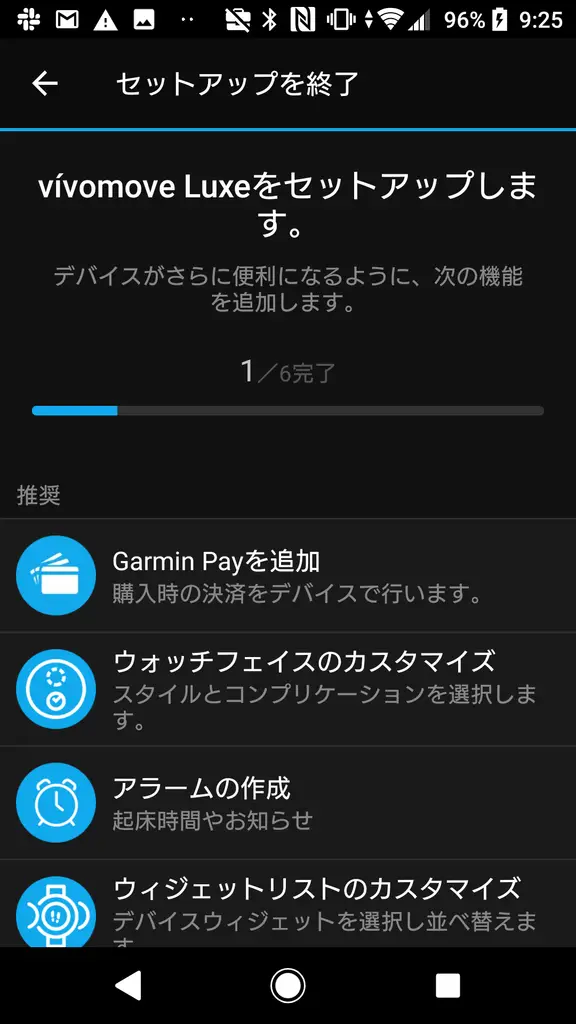 96% 9:25
セットアップを終了
vívomove Luxeをセットアップしま
す。
デバイスがさらに便利になるように、次の機能
を追加します。
1／6完了
推奨
Garmin Payを追加
購入時の決済をデバイスで行います。
ウォッチフェイスのカスタマイズ
スタイルとコンプリケーションを選択しま
す。
アラームの作成
起床時間やお知らせ
ウィジェットリストのカスタマイズ
デバイスウィジェットを選択し並べ替えま
す